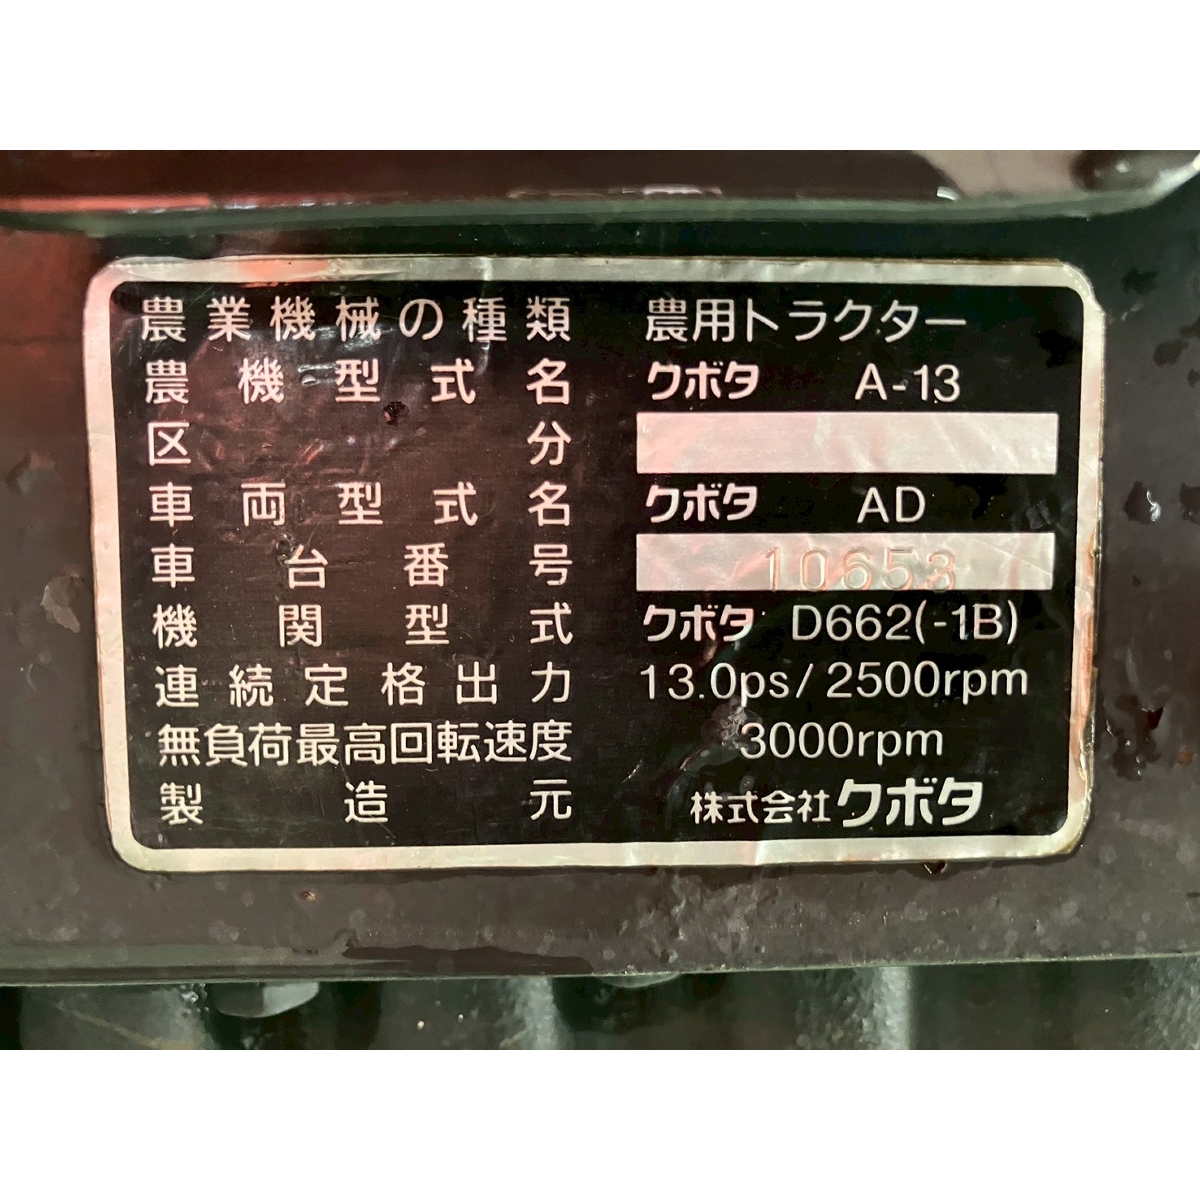 農業機械の種類 農用トラクター
農機型式名 クボタ A-13
区分
車両型式名 クボタ AD
車台番号 10653
機関型式 クボタ D662(-1B)
連続定格出力 13.0ps/2500rpm
無負荷最高回転速度 3000rpm
製造元 株式会社クボタ